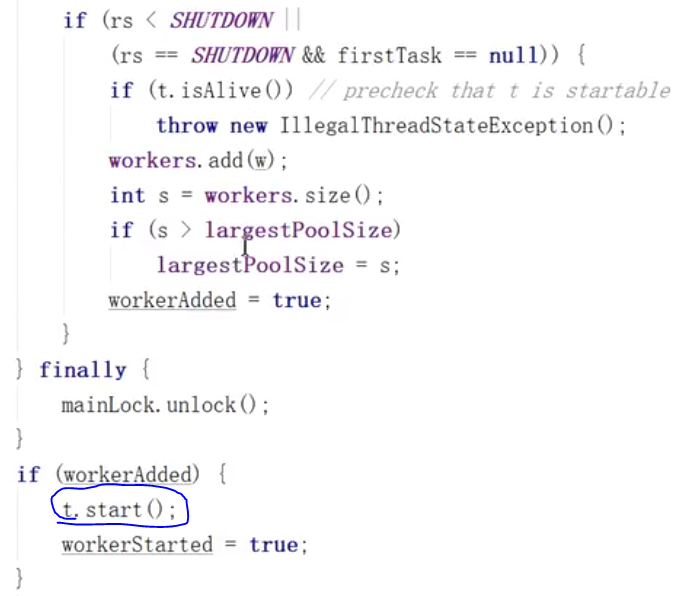 if (rs < SHUTDOWN ||
(rs == SHUTDOWN && firstTask == null)) {
if (t.isAlive()) // precheck that t is startable
throw new IllegalThreadStateException();
workers.add(w);
int s = workers.size();
if (s > largestPoolSize)
largestPoolSize = s;
workerAdded = true;
}
} finally {
mainLock.unlock();
}
if (workerAdded) {
t.start();
workerStarted = true;
}